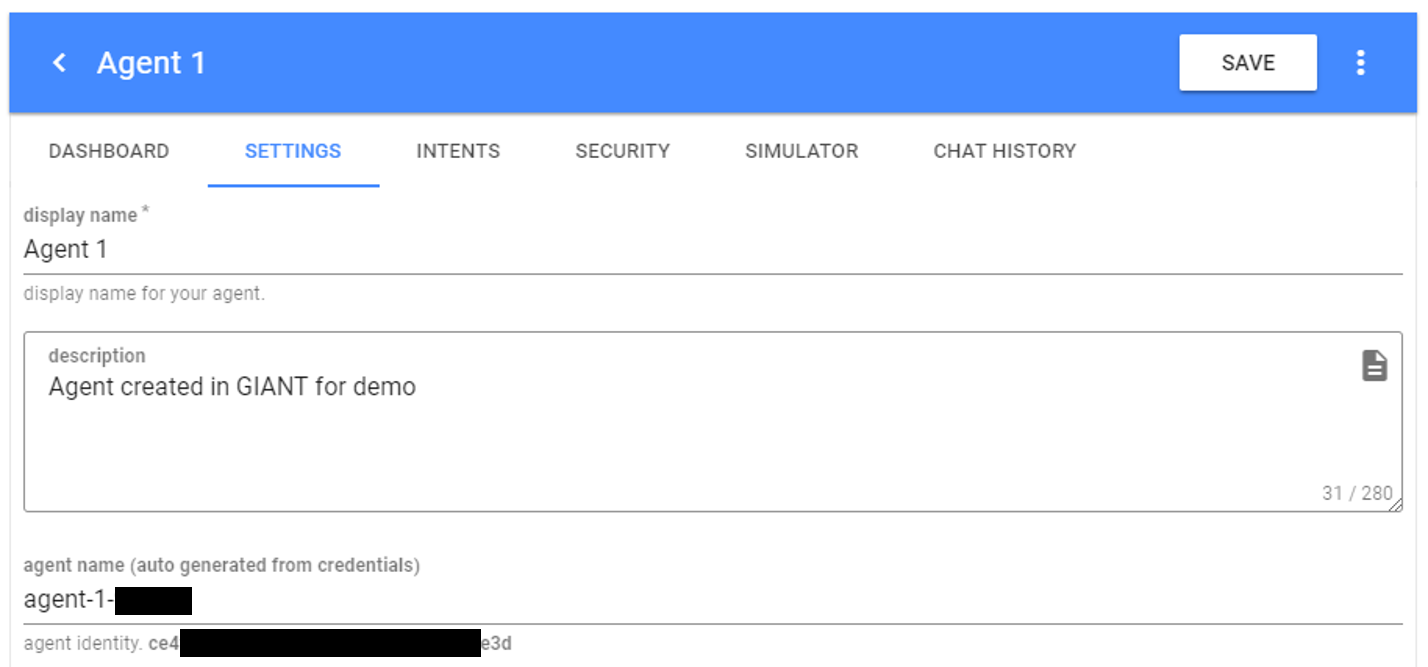 Agent 1
SAVE
DASHBOARD SETTINGS INTENTS SECURITY SIMULATOR CHAT HISTORY
display name *
Agent 1
display name for your agent.
description
Agent created in GIANT for demo
31 / 280
agent name (auto generated from credentials)
agent-1-
agent identity. ce4 e3d